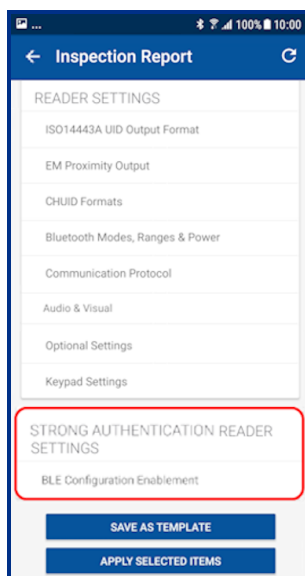 ... 100% 10:00
Inspection Report
READER SETTINGS
ISO14443A UID Output Format
EM Proximity Output
CHUID Formats
Bluetooth Modes, Ranges & Power
Communication Protocol
Audio & Visual
Optional Settings
Keypad Settings
STRONG AUTHENTICATION READER
SETTINGS
BLE Configuration Enablement
SAVE AS TEMPLATE
APPLY SELECTED ITEMS